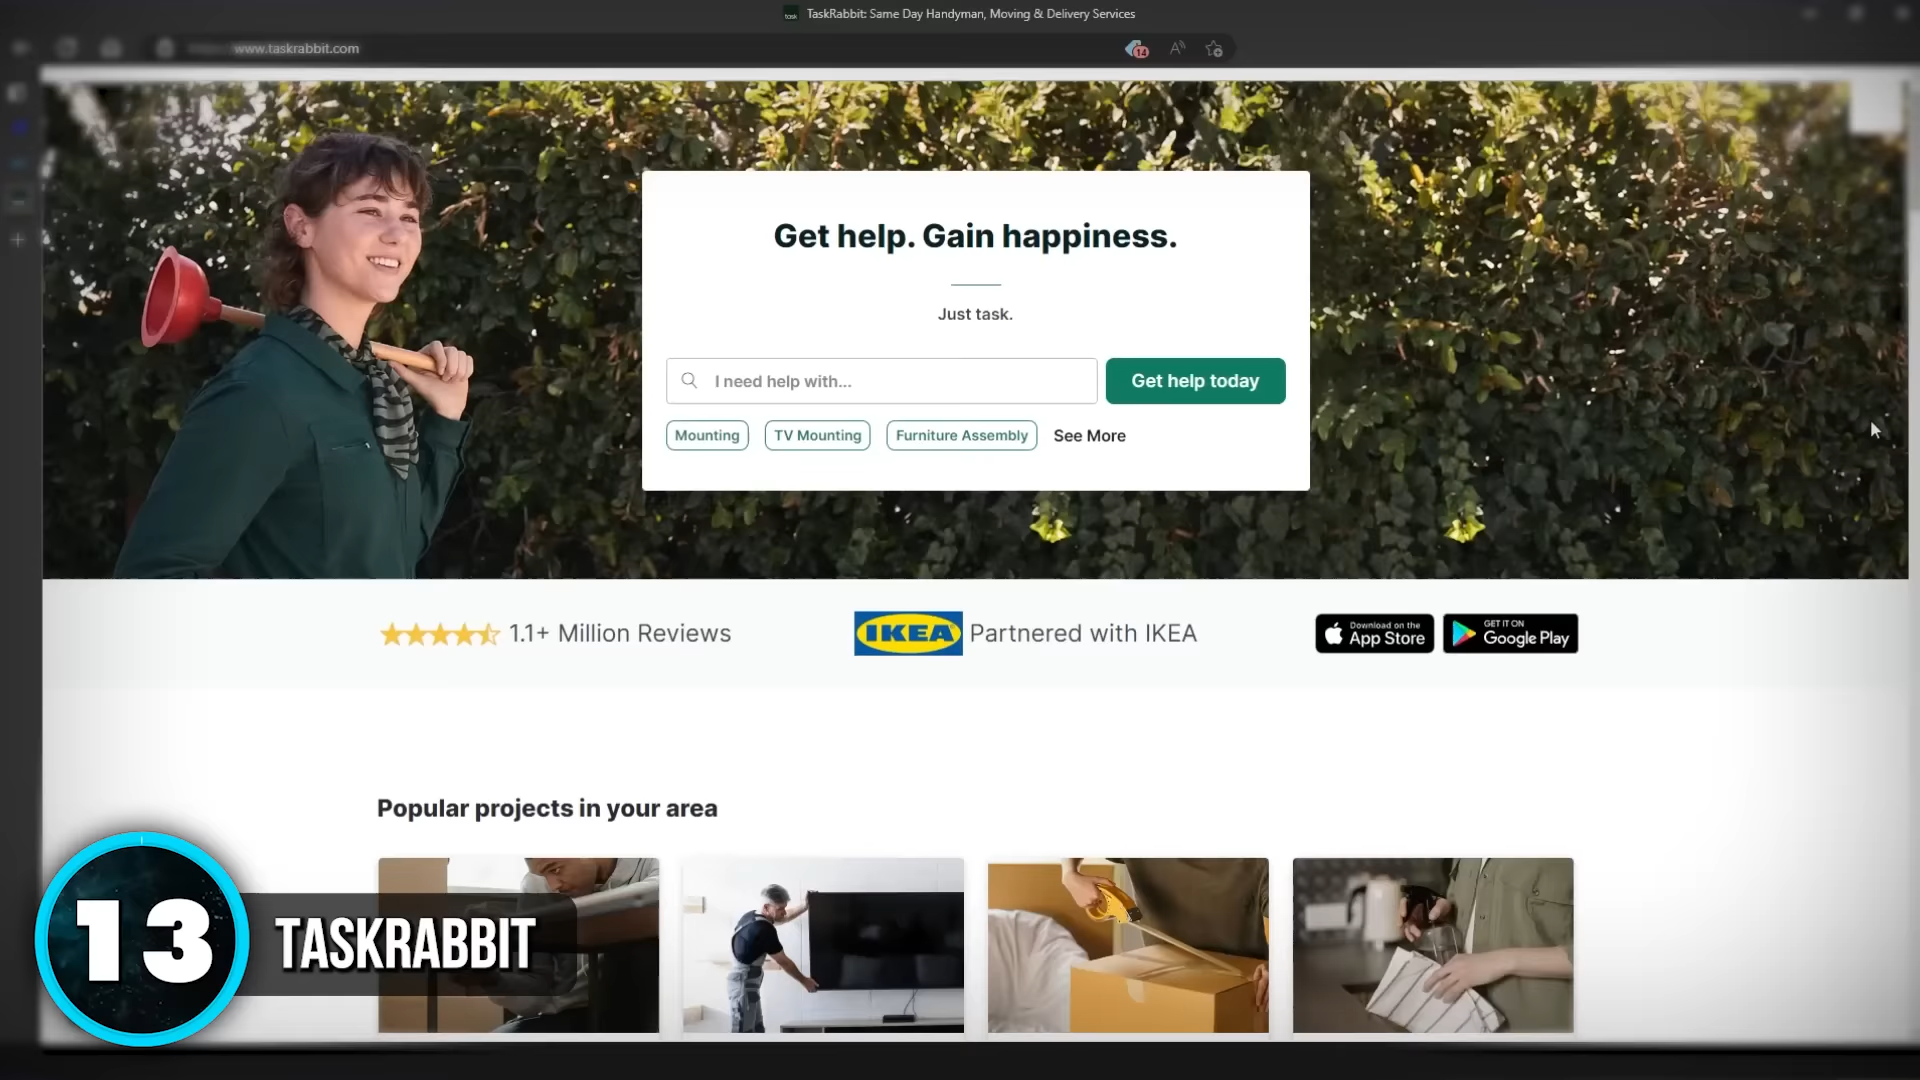 TaskRabbit: Same Day Handyman, Moving & Delivery Services
www.taskrabbit.com
14
Get help. Gain happiness.
Just task.
I need help with...
Get help today
Mounting
TV Mounting
Furniture Assembly
See More
1.1+ Million Reviews
IKEA
Partnered with IKEA
Download on the
App Store
GET IT ON
Google Play
Popular projects in your area
13
TASKRABBIT